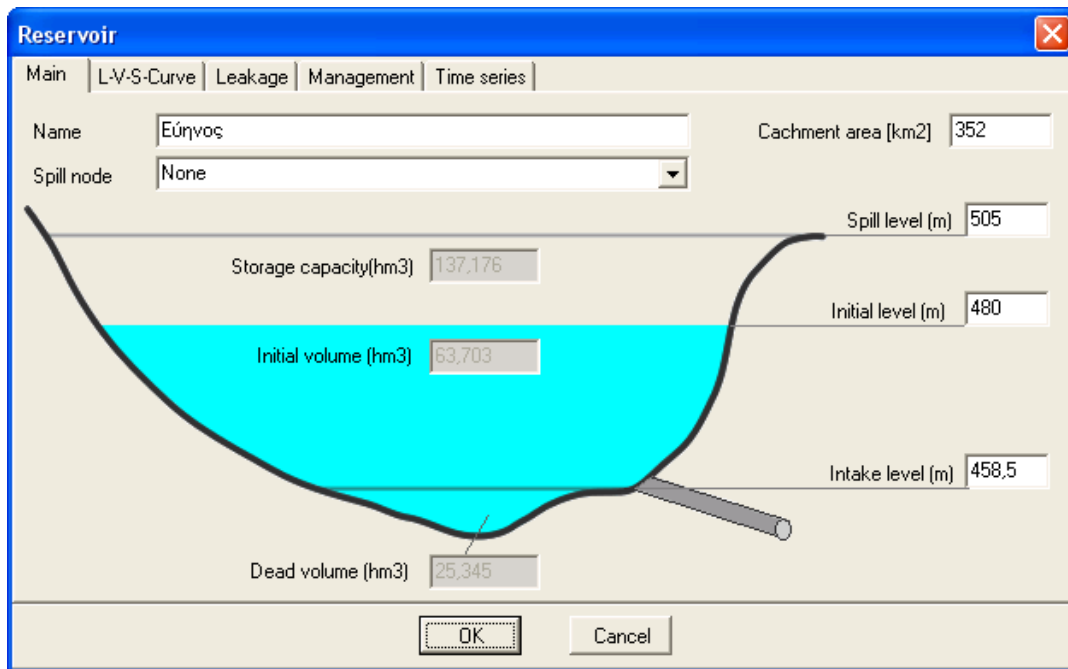 Reservoir
Main L-V-S-Curve Leakage Management Time series
Name Εύηνος Cachment area [km2] 352
Spill node None
Spill level (m) 505
Storage capacity(hm3) 137,176
Initial level (m) 480
Initial volume (hm3) 63,703
Intake level (m) 458,5
Dead volume (hm3) 25,345
OK Cancel